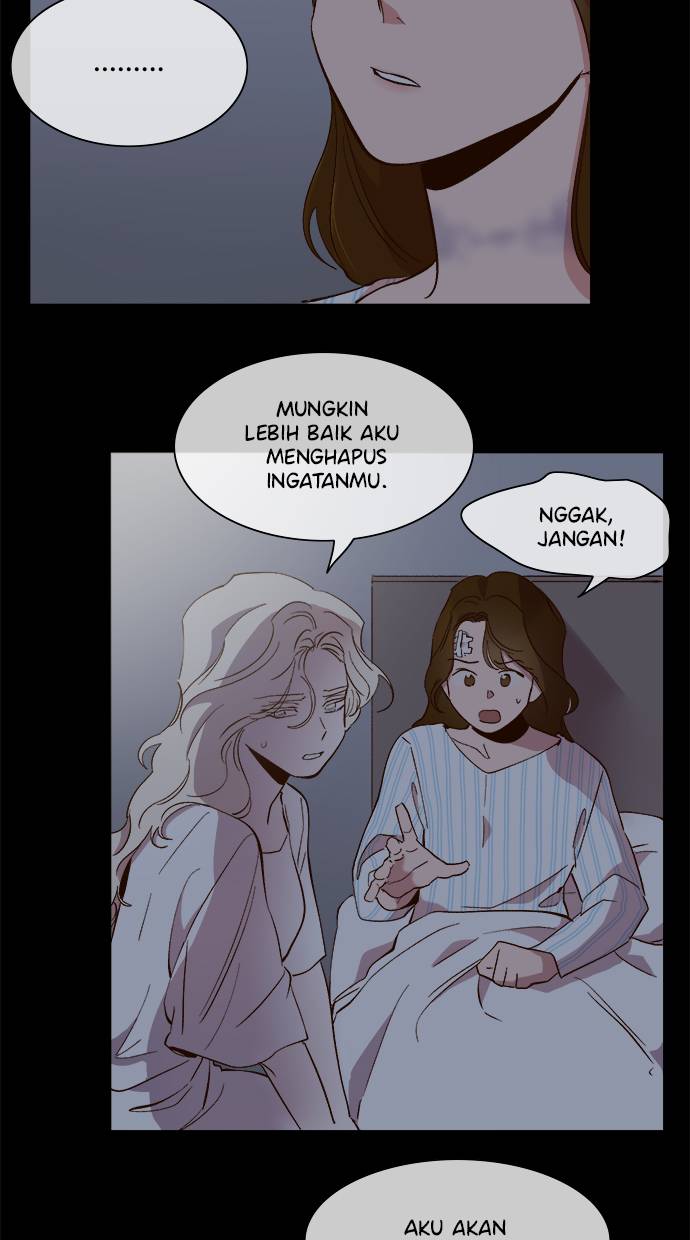 .........
MUNGKIN
LEBIH BAIK AKU
MENGHAPUS
INGATANMU.
NGGAK,
JANGAN!
AKU AKAN